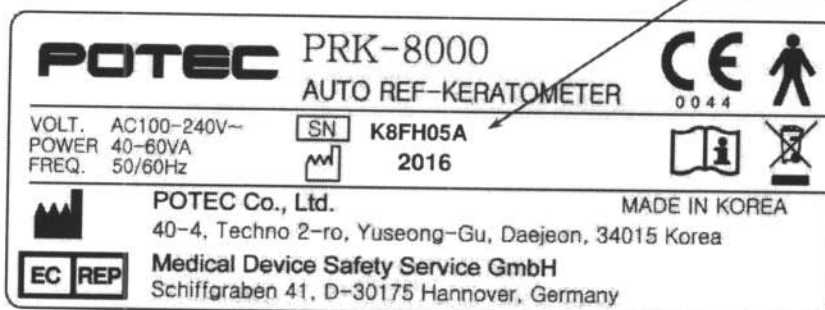 POTEC
PRK-8000
AUTO REF-KERATOMETER
CE
0044
VOLT. AC100-240V~
POWER 40-60VA
FREQ. 50/60Hz
SN K8FH05A
2016
POTEC Co., Ltd.
MADE IN KOREA
40-4, Techno 2-ro, Yuseong-Gu, Daejeon, 34015 Korea
EC REP
Medical Device Safety Service GmbH
Schiffgraben 41, D-30175 Hannover, Germany